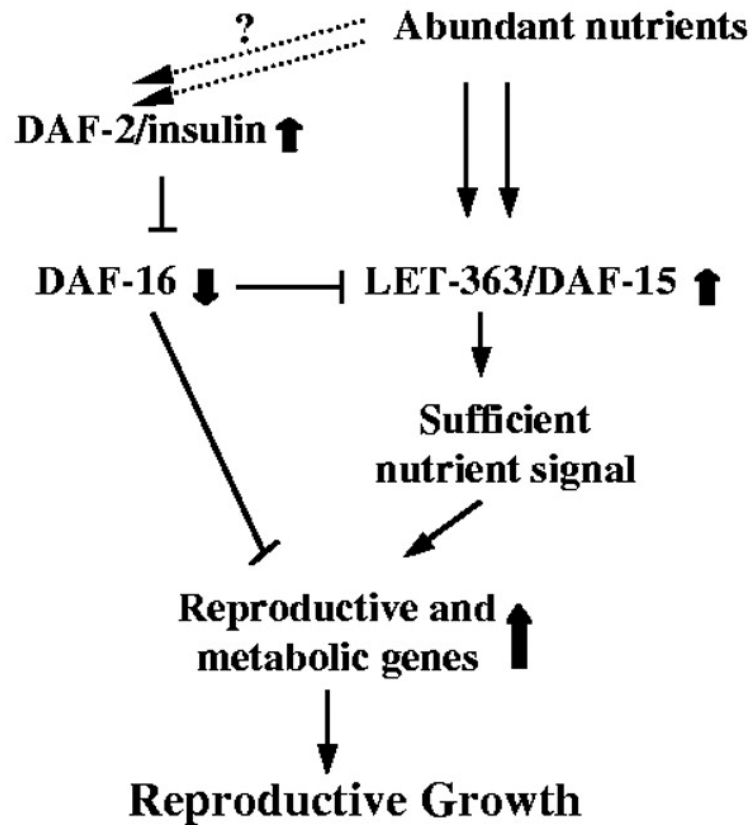 ?
Abundant nutrients
DAF-2/insulin
DAF-16
LET-363/DAF-15
Sufficient
nutrient signal
Reproductive and
metabolic genes
Reproductive Growth